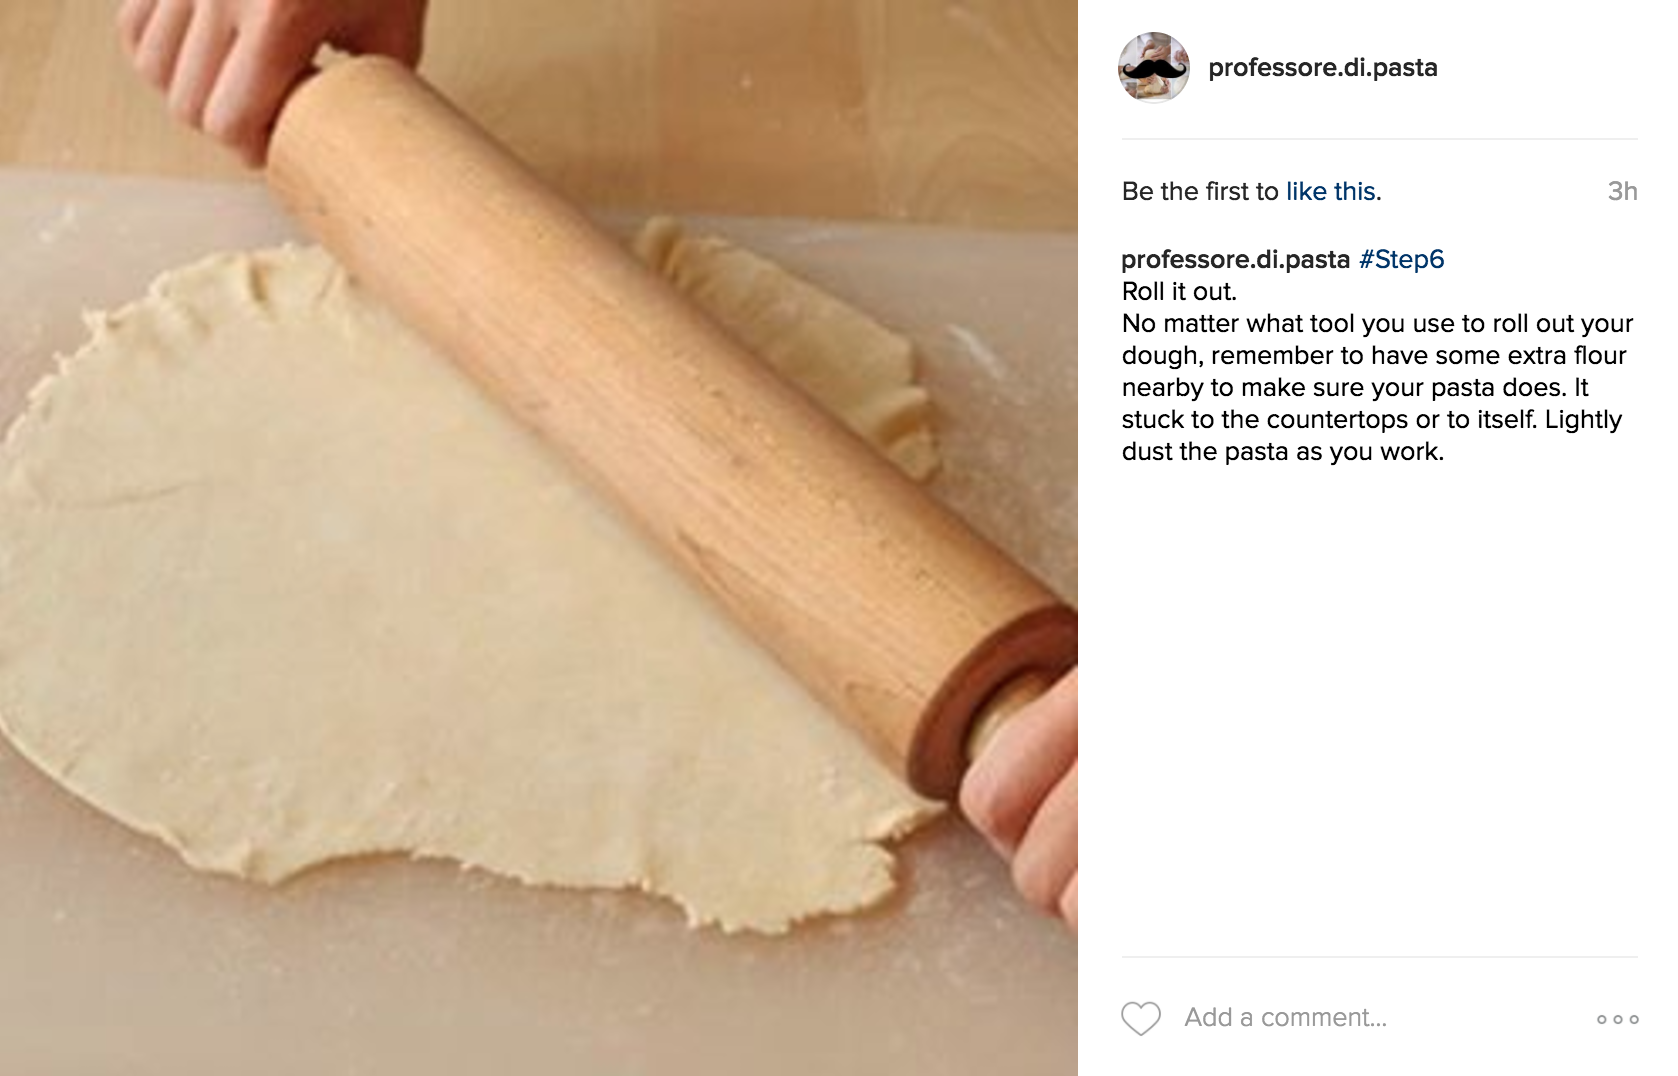 professore.di.pasta
Be the first to like this. 3h
professore.di.pasta #Step6
Roll it out.
No matter what tool you use to roll out your
dough, remember to have some extra flour
nearby to make sure your pasta does. It
stuck to the countertops or to itself. Lightly
dust the pasta as you work.
Add a comment...